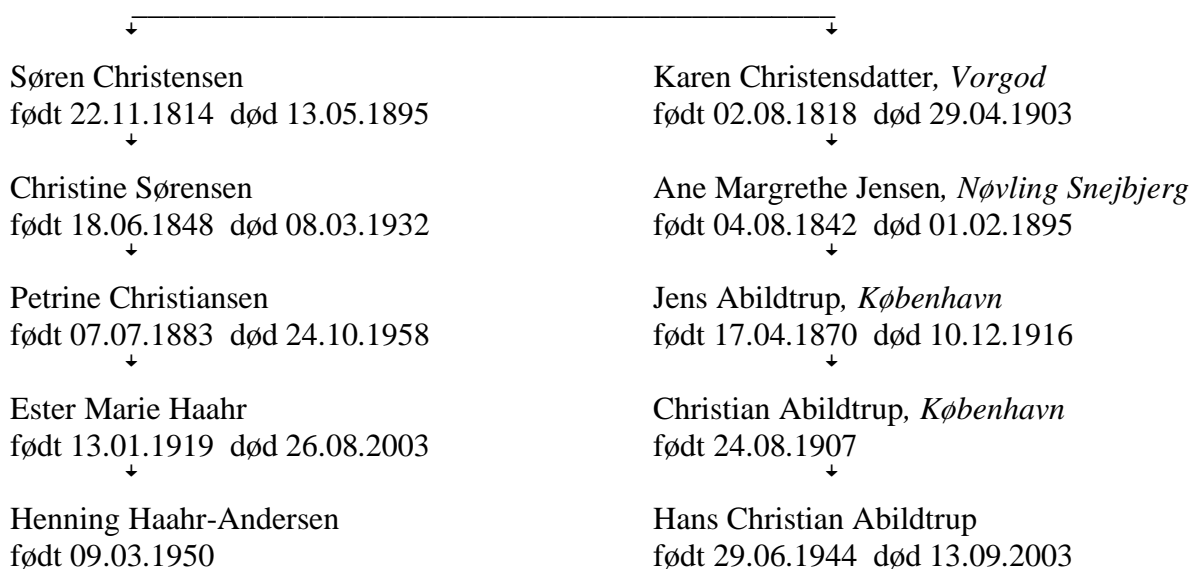 Søren Christensen
født 22.11.1814 død 13.05.1895
Christine Sørensen
født 18.06.1848 død 08.03.1932
Petrine Christiansen
født 07.07.1883 død 24.10.1958
Ester Marie Haahr
født 13.01.1919 død 26.08.2003
Henning Haahr-Andersen
født 09.03.1950
Karen Christensdatter, Vorgod
født 02.08.1818 død 29.04.1903
Ane Margrethe Jensen, Nøvling Snejbjerg
født 04.08.1842 død 01.02.1895
Jens Abildtrup, København
født 17.04.1870 død 10.12.1916
Christian Abildtrup, København
født 24.08.1907
Hans Christian Abildtrup
født 29.06.1944 død 13.09.2003